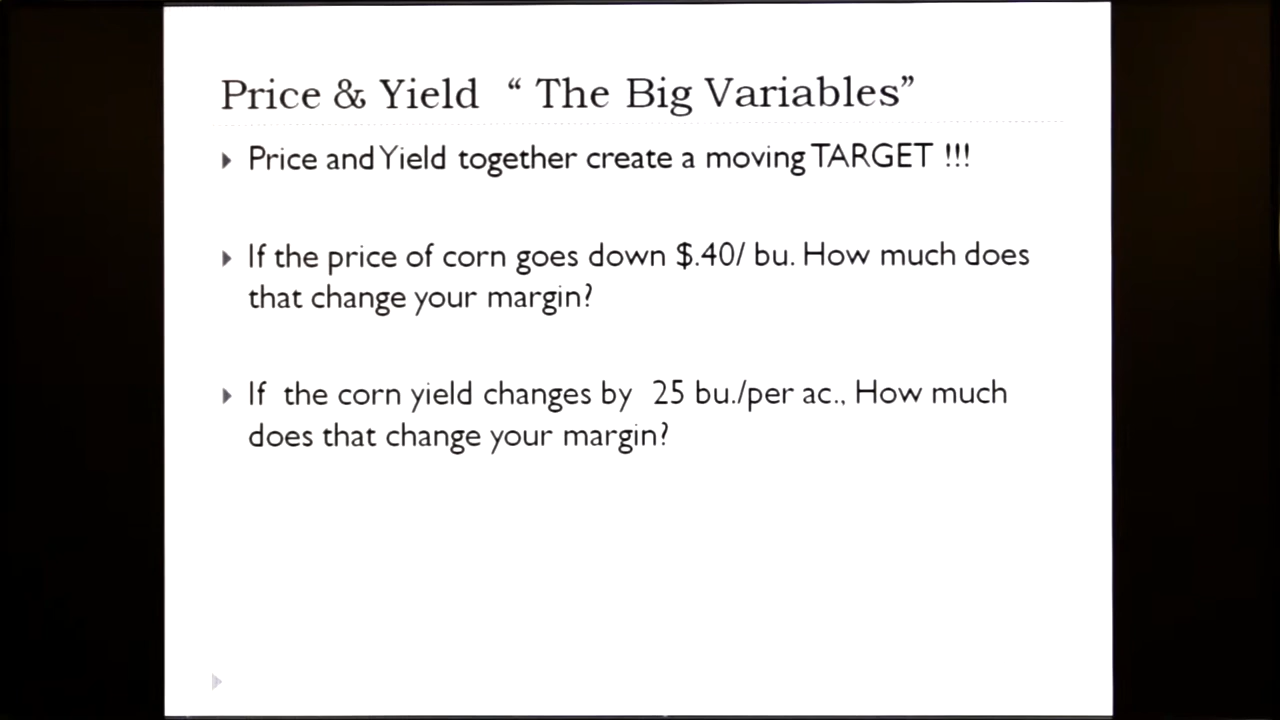 Price & Yield “ The Big Variables”
Price and Yield together create a moving TARGET !!!
If the price of corn goes down $.40/ bu. How much does
that change your margin?
If the corn yield changes by 25 bu./per ac., How much
does that change your margin?